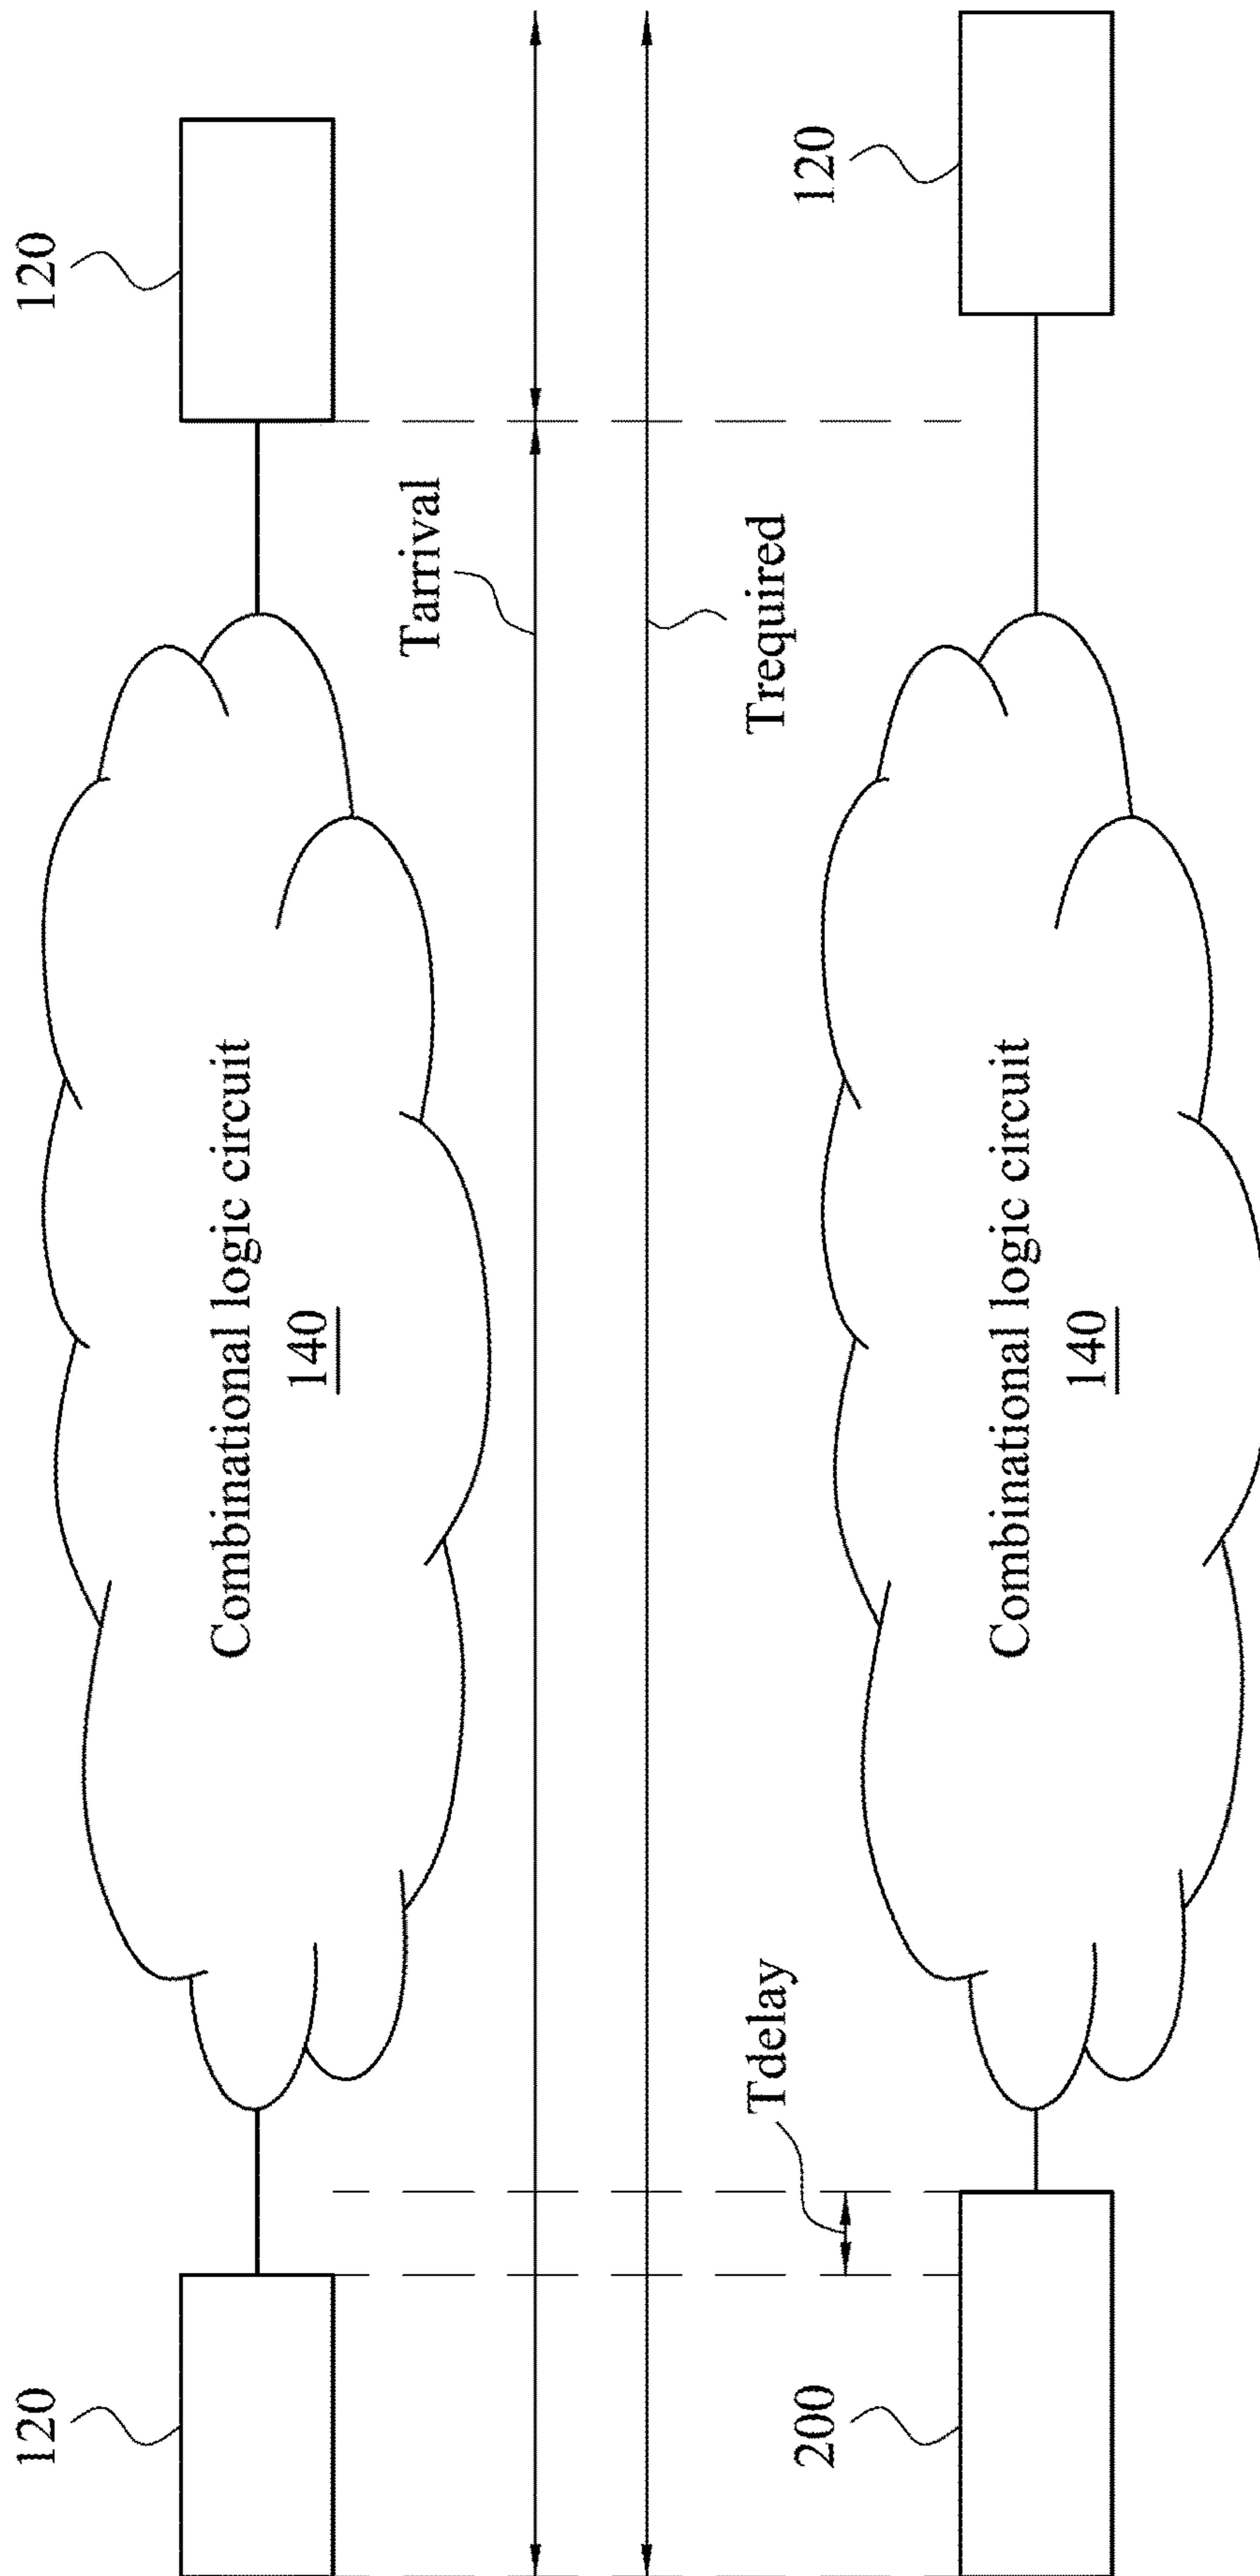 120
120
Combinational logic circuit
140
Tarrival
Trequired
Tdelay
200
120
Combinational logic circuit
140